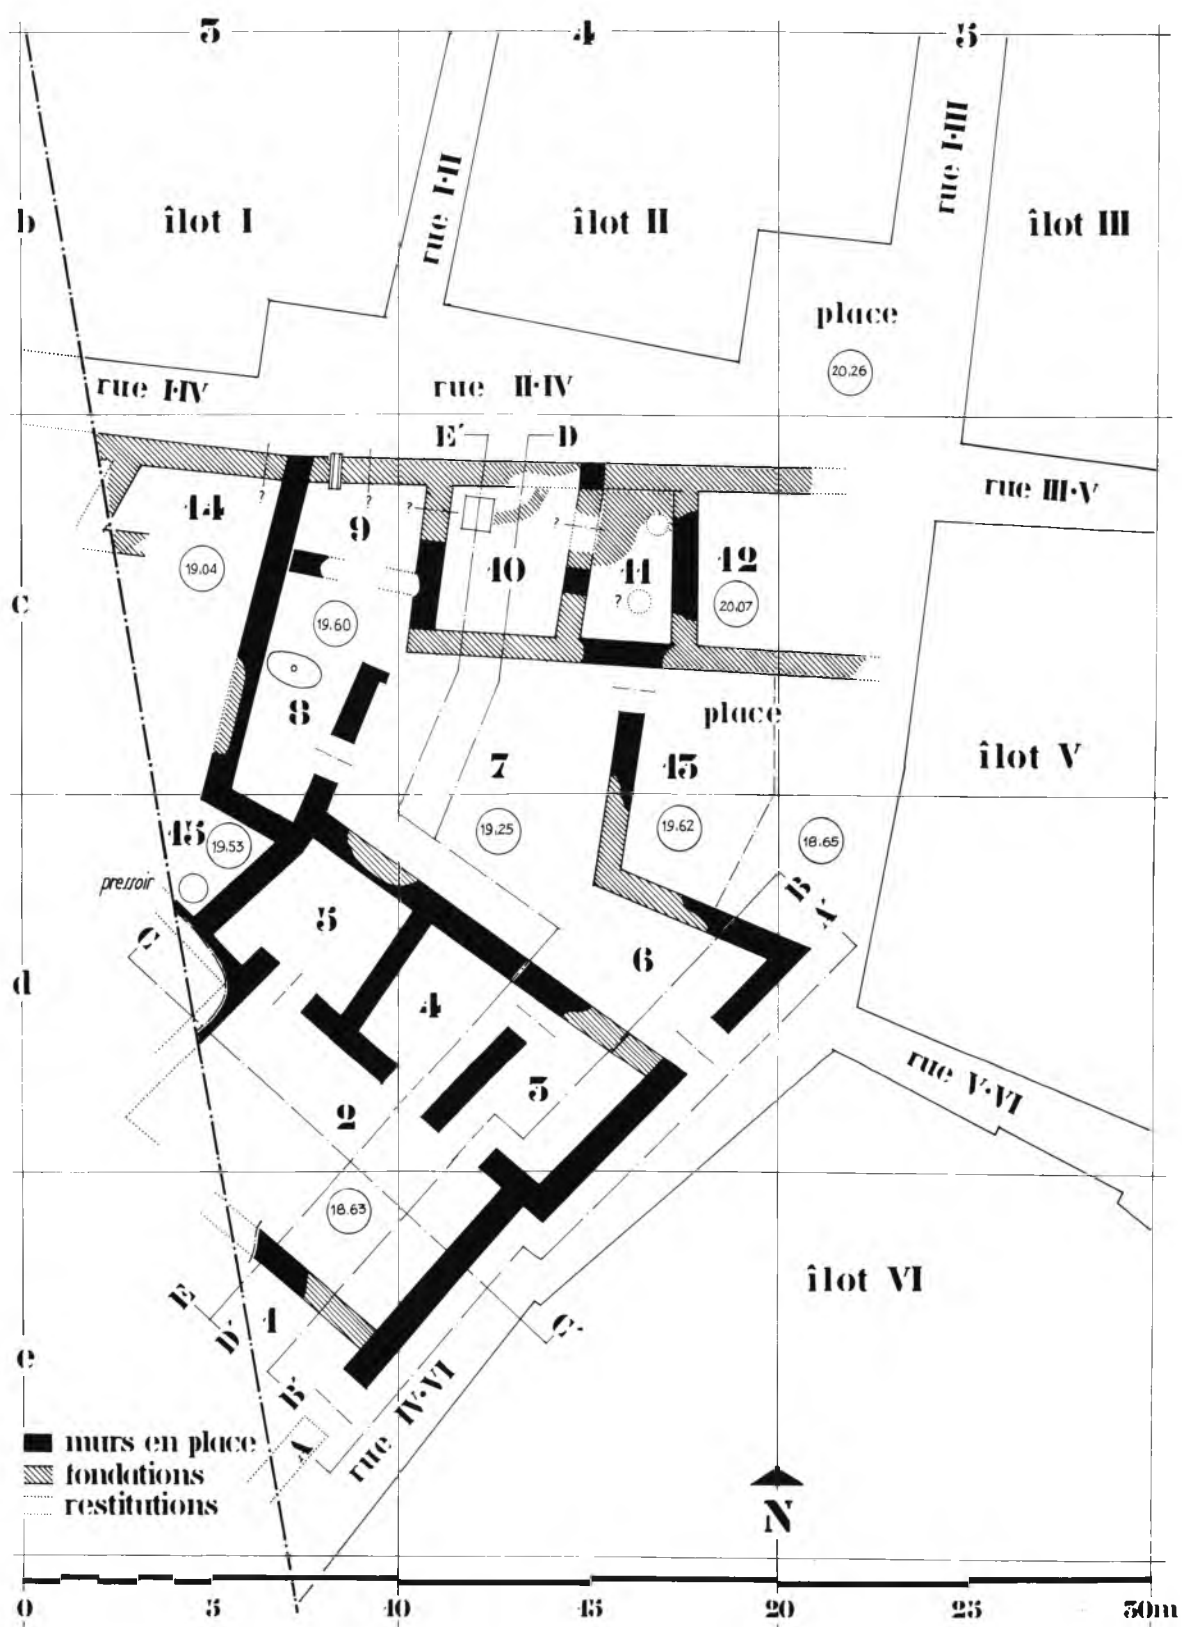 3 4 5
b
îlot I
rue I·II
îlot II
rue I·III
îlot III
place
20.26
rue I·IV
rue II·IV
E' D
rue III·V
14
?
9
?
?
10
?
11
?
12
19.04
20.07
c
19.60
8
place
7
13
îlot V
15
19.53
19.25
19.62
18.65
pressoir
B
A'
C
5
6
d
4
3
rue V·VI
2
18.63
îlot VI
E
D'
1
C'
e
B'
A
rue IV·VI
murs en place
fondations
restitutions
N
0 5 10 15 20 25 30m